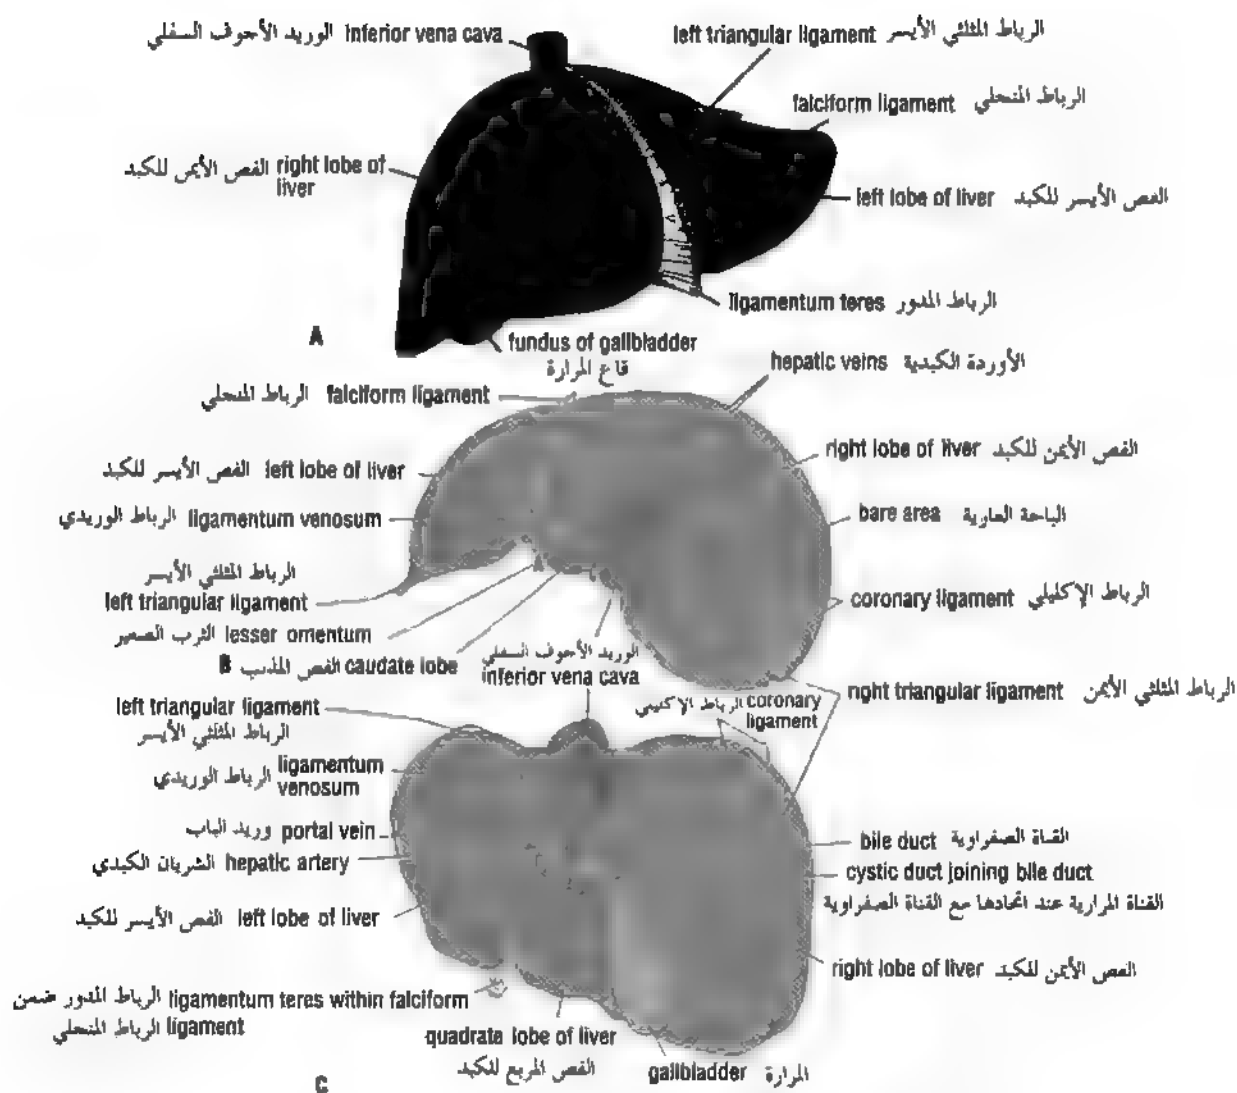 الوريد الأجوف السفلي inferior vena cava
left triangular ligament الرباط المثلثي الأيسر
falciform ligament الرباط المنجلي
الفص الأيمن للكبد right lobe of
liver
left lobe of liver الفص الأيسر للكبد
ligamentum teres الرباط المدور
A
fundus of gallbladder
قاع المرارة
hepatic veins الأوردة الكبدية
الرباط المنجلي falciform ligament
right lobe of liver الفص الأيمن للكبد
الفص الأيسر للكبد left lobe of liver
bare area الباحة العارية
الرباط الوريدي ligamentum venosum
الرباط المثلثي الأيسر
left triangular ligament
coronary ligament الرباط الإكليلي
الثرب الصغير lesser omentum
B الفص المذنب caudate lobe
الوريد الأجوف السفلي
inferior vena cava
right triangular ligament الرباط المثلثي الأيمن
الرباط الإكليلي coronary
ligament
left triangular ligament
الرباط المثلثي الأيسر
الرباط الوريدي ligamentum
venosum
وريد الباب portal vein
bile duct القناة الصفراوية
الشريان الكبدي hepatic artery
cystic duct joining bile duct
القناة المرارية عند اتحادها مع القناة الصفراوية
الفص الأيسر للكبد left lobe of liver
right lobe of liver الفص الأيمن للكبد
الرباط المدور ضمن ligamentum teres within falciform
الرباط المنجلي ligament
quadrate lobe of liver
الفص المربع للكبد
gallbladder المرارة
C